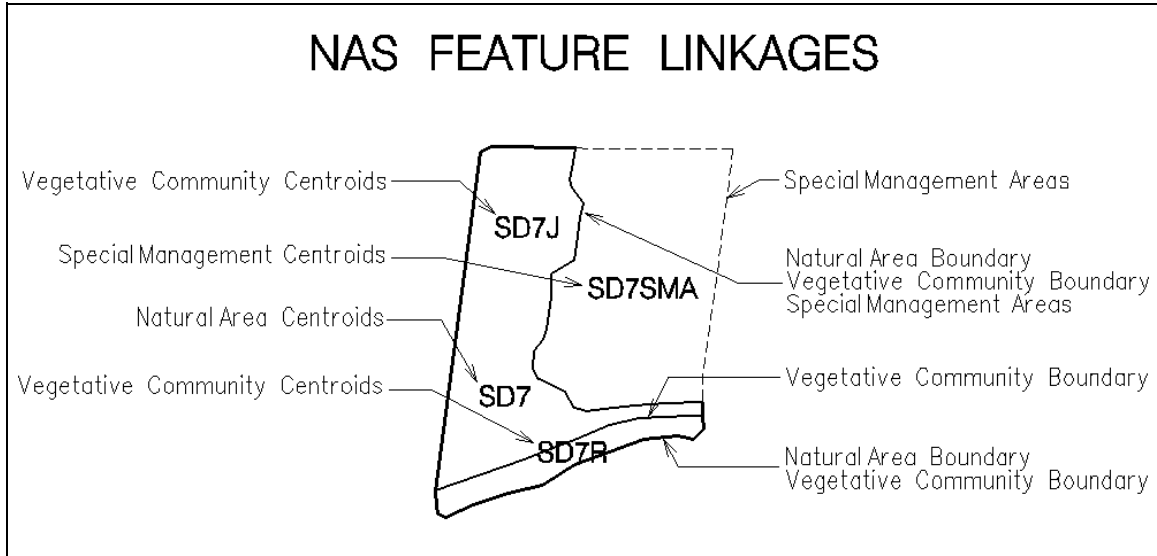 NAS FEATURE LINKAGES
Vegetative Community Centroids
Special Management Areas
SD7J
Special Management Centroids
Natural Area Boundary
Vegetative Community Boundary
Special Management Areas
SD7SMA
Natural Area Centroids
Vegetative Community Centroids
SD7
Vegetative Community Boundary
SD7R
Natural Area Boundary
Vegetative Community Boundary